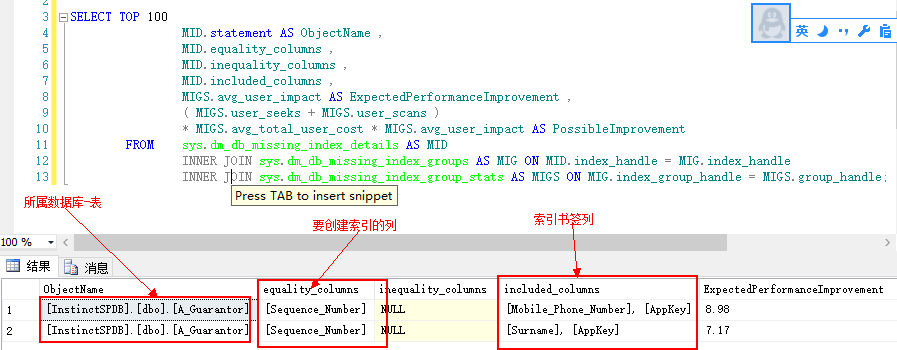 2
3 SELECT TOP 100
4 MID.statement AS ObjectName ,
5 MID.equality_columns ,
6 MID.inequality_columns ,
7 MID.included_columns ,
8 MIGS.avg_user_impact AS ExpectedPerformanceImprovement ,
9 ( MIGS.user_seeks + MIGS.user_scans )
10 * MIGS.avg_total_user_cost * MIGS.avg_user_impact AS PossibleImprovement
11 FROM sys.dm_db_missing_index_details AS MID
12 INNER JOIN sys.dm_db_missing_index_groups AS MIG ON MID.index_handle = MIG.index_handle
13 INNER JOIN sys.dm_db_missing_index_group_stats AS MIGS ON MIG.index_group_handle = MIGS.group_handle;
英
Press TAB to insert snippet
所属数据库-表
要创建索引的列
索引书签列
100 %
结果 消息
ObjectName equality_columns inequality_columns included_columns ExpectedPerformanceImprovement
1 [InstinctSPDB].[dbo].[A_Guarantor] [Sequence_Number] NULL [Mobile_Phone_Number], [AppKey] 8.98
2 [InstinctSPDB].[dbo].[A_Guarantor] [Sequence_Number] NULL [Surname], [AppKey] 7.17